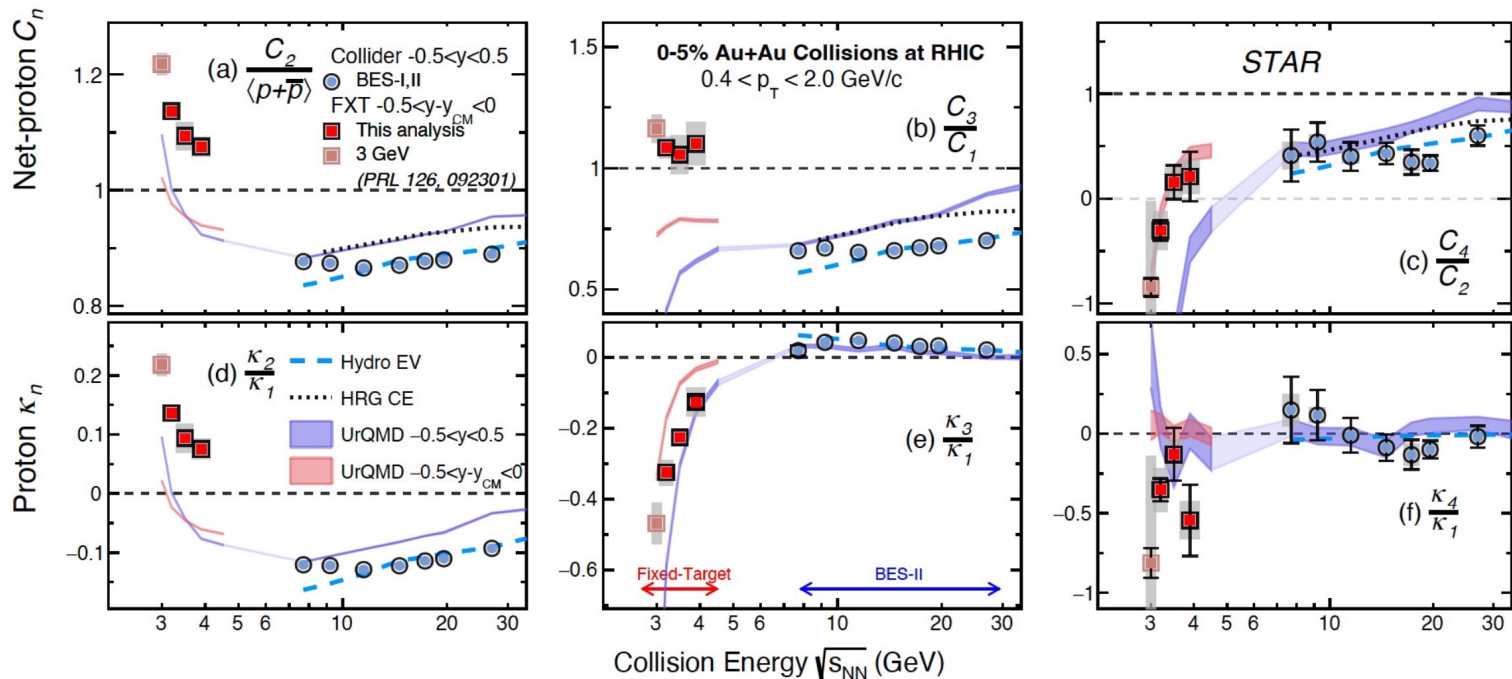 Net-proton Cn
(a) C2 / ⟨p+p̅⟩
Collider -0.5<y<0.5
BES-I,II
FXT -0.5<y-yCM<0
This analysis
3 GeV
(PRL 126, 092301)
1.2
1
0.8
0-5% Au+Au Collisions at RHIC
0.4 < pT < 2.0 GeV/c
(b) C3 / C1
1.5
1
0.5
STAR
(c) C4 / C2
1
0
−1
Proton κn
(d) κ2 / κ1
Hydro EV
HRG CE
UrQMD −0.5<y<0.5
UrQMD −0.5<y-yCM<0
0.2
0.1
0
−0.1
3 4 5 6 10 20 30
(e) κ3 / κ1
Fixed-Target
BES-II
0
−0.2
−0.4
−0.6
3 4 5 6 10 20 30
(f) κ4 / κ1
0.5
0
−0.5
−1
3 4 5 6 10 20 30
Collision Energy √sNN (GeV)